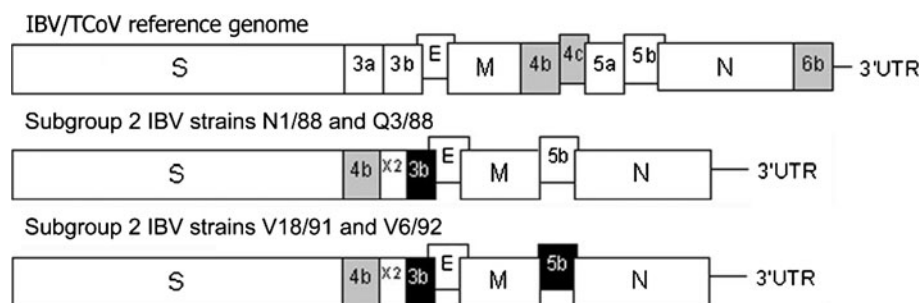 IBV/TCoV reference genome
S 3a 3b E M 4b 4c 5a 5b N 6b 3'UTR
Subgroup 2 IBV strains N1/88 and Q3/88
S 4b X2 3b E M 5b N 3'UTR
Subgroup 2 IBV strains V18/91 and V6/92
S 4b X2 3b E M 5b N 3'UTR